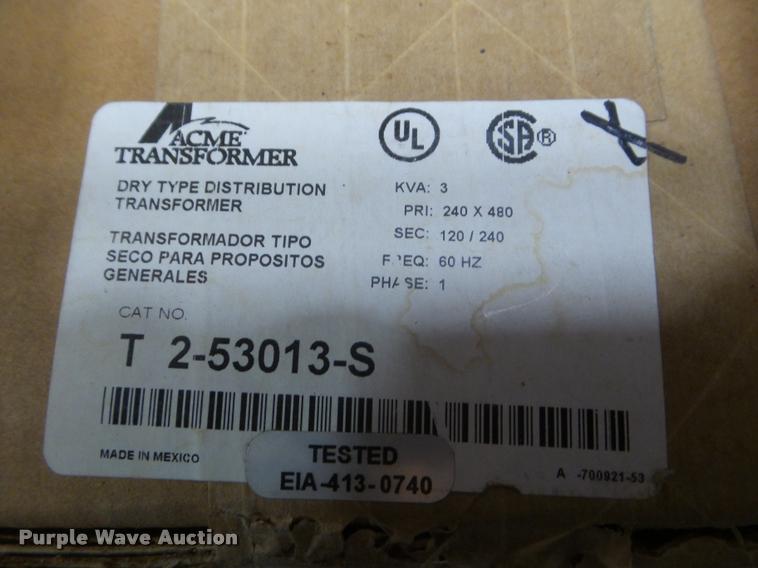 ACME
TRANSFORMER
UL
CSA ®
DRY TYPE DISTRIBUTION
TRANSFORMER
TRANSFORMADOR TIPO
SECO PARA PROPOSITOS
GENERALES
KVA: 3
PRI: 240 X 480
SEC: 120 / 240
FREQ: 60 HZ
PHASE: 1
CAT NO.
T 2-53013-S
MADE IN MEXICO
TESTED
EIA-413-0740
A -700921-53
Purple Wave Auction